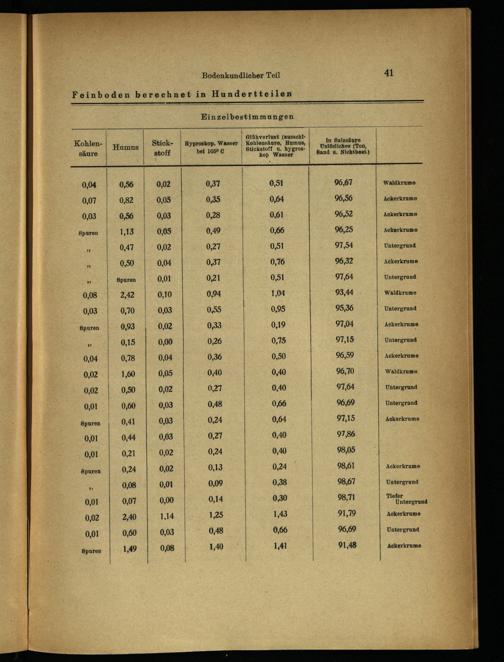 Bodenkundlicher Teil 41
Feinboden berechnet in Hundertteilen
Einzelbestimmungen
Kohlen-säure Humus Stick-stoff Hygroskop. Wasser bei 105° C Glühverlust (ausschl. Kohlensäure, Humus, Stickstoff u. hygroskop Wasser In Salzsäure Unlösliches (Ton, Sand u. Nichtbest.)
0,04 0,56 0,02 0,37 0,51 96,67 Waldkrume
0,07 0,82 0,05 0,35 0,64 96,56 Ackerkrume
0,03 0,56 0,03 0,28 0,61 96,52 Ackerkrume
Spuren 1,13 0,05 0,49 0,66 96,25 Ackerkrume
„ 0,47 0,02 0,27 0,51 97,54 Untergrund
„ 0,50 0,04 0,37 0,76 96,32 Ackerkrume
„ Spuren 0,01 0,21 0,51 97,64 Untergrund
0,08 2,42 0,10 0,94 1,04 93,44 Waldkrume
0,03 0,70 0,03 0,55 0,95 95,36 Untergrund
Spuren 0,93 0,02 0,33 0,19 97,04 Ackerkrume
„ 0,15 0,00 0,26 0,75 97,15 Untergrund
0,04 0,78 0,04 0,36 0,50 96,59 Ackerkrume
0,02 1,60 0,05 0,40 0,40 96,70 Waldkrume
0,02 0,50 0,02 0,27 0,40 97,64 Untergrund
0,01 0,60 0,03 0,48 0,66 96,69 Untergrund
Spuren 0,41 0,03 0,24 0,64 97,15 Ackerkrume
0,01 0,44 0,03 0,27 0,40 97,86
0,01 0,21 0,02 0,24 0,40 98,05
Spuren 0,24 0,02 0,13 0,24 98,61 Ackerkrume
„ 0,08 0,01 0,09 0,38 98,67 Untergrund
0,01 0,07 0,00 0,14 0,30 98,71 Tiefer Untergrund
0,02 2,40 1,14 1,25 1,43 91,79 Ackerkrume
0,01 0,60 0,03 0,48 0,66 96,69 Untergrund
Spuren 1,49 0,08 1,40 1,41 91,48 Ackerkrume